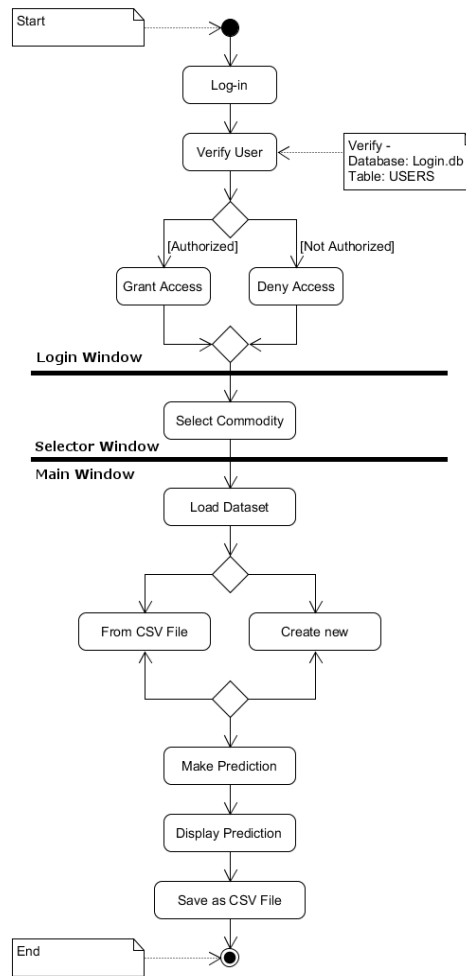 Start
Log-in
Verify User
Verify -
Database: Login.db
Table: USERS
[Authorized]
[Not Authorized]
Grant Access
Deny Access
Login Window
Select Commodity
Selector Window
Main Window
Load Dataset
From CSV File
Create new
Make Prediction
Display Prediction
Save as CSV File
End